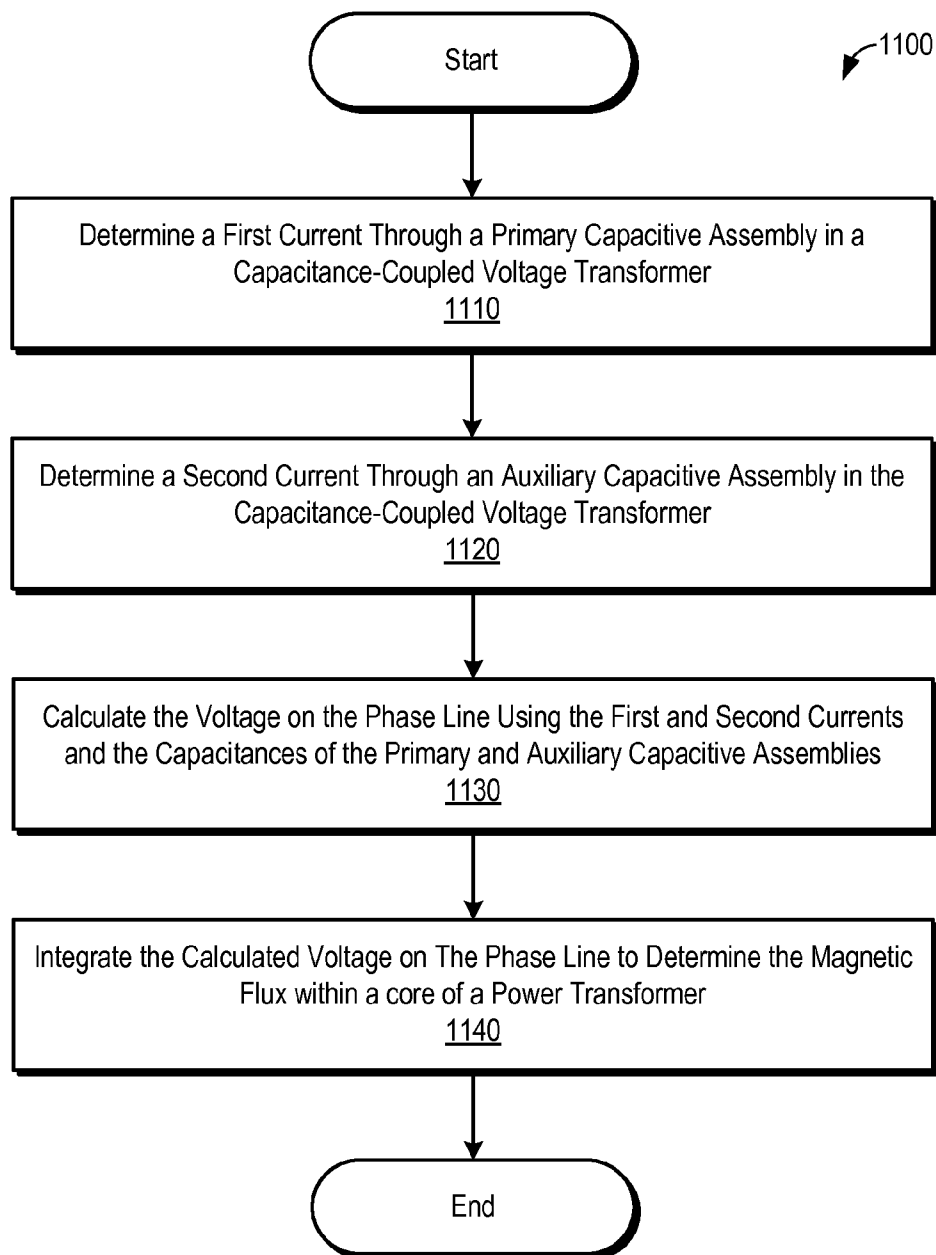 Start
1100
Determine a First Current Through a Primary Capacitive Assembly in a
Capacitance-Coupled Voltage Transformer
1110
Determine a Second Current Through an Auxiliary Capacitive Assembly in the
Capacitance-Coupled Voltage Transformer
1120
Calculate the Voltage on the Phase Line Using the First and Second Currents
and the Capacitances of the Primary and Auxiliary Capacitive Assemblies
1130
Integrate the Calculated Voltage on The Phase Line to Determine the Magnetic
Flux within a core of a Power Transformer
1140
End